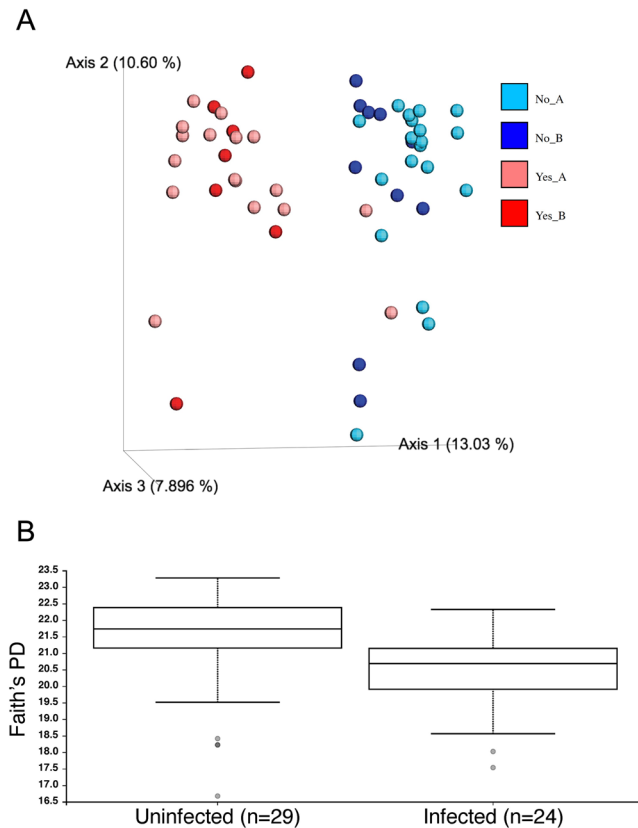 A
Axis 2 (10.60 %)
No_A
No_B
Yes_A
Yes_B
Axis 1 (13.03 %)
Axis 3 (7.896 %)
B
Faith's PD
23.5
23.0
22.5
22.0
21.5
21.0
20.5
20.0
19.5
19.0
18.5
18.0
17.5
17.0
16.5
Uninfected (n=29)
Infected (n=24)